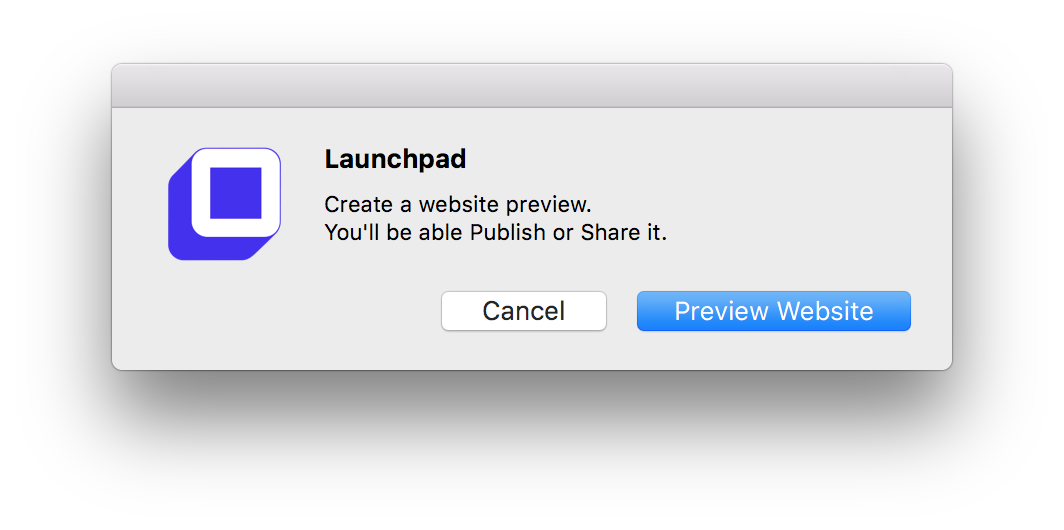 Launchpad
Create a website preview.
You'll be able Publish or Share it.
Cancel
Preview Website